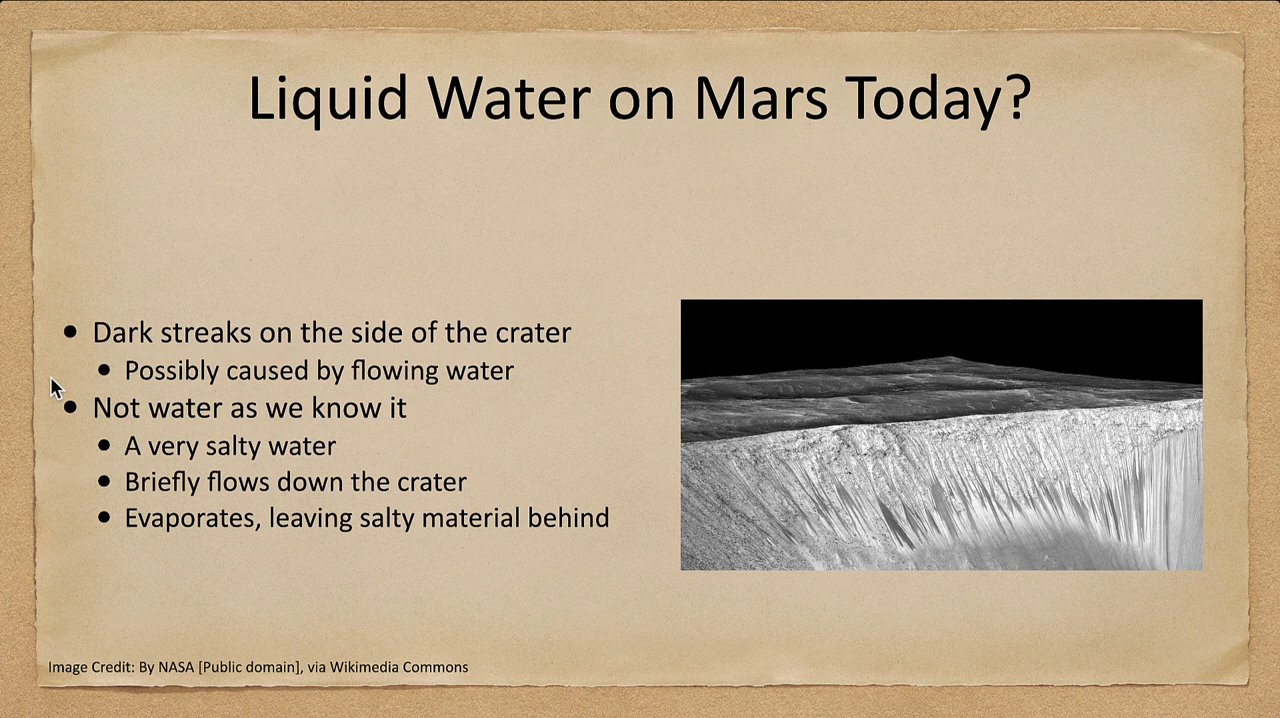 Liquid Water on Mars Today?
Dark streaks on the side of the crater
Possibly caused by flowing water
Not water as we know it
A very salty water
Briefly flows down the crater
Evaporates, leaving salty material behind
Image Credit: By NASA [Public domain], via Wikimedia Commons